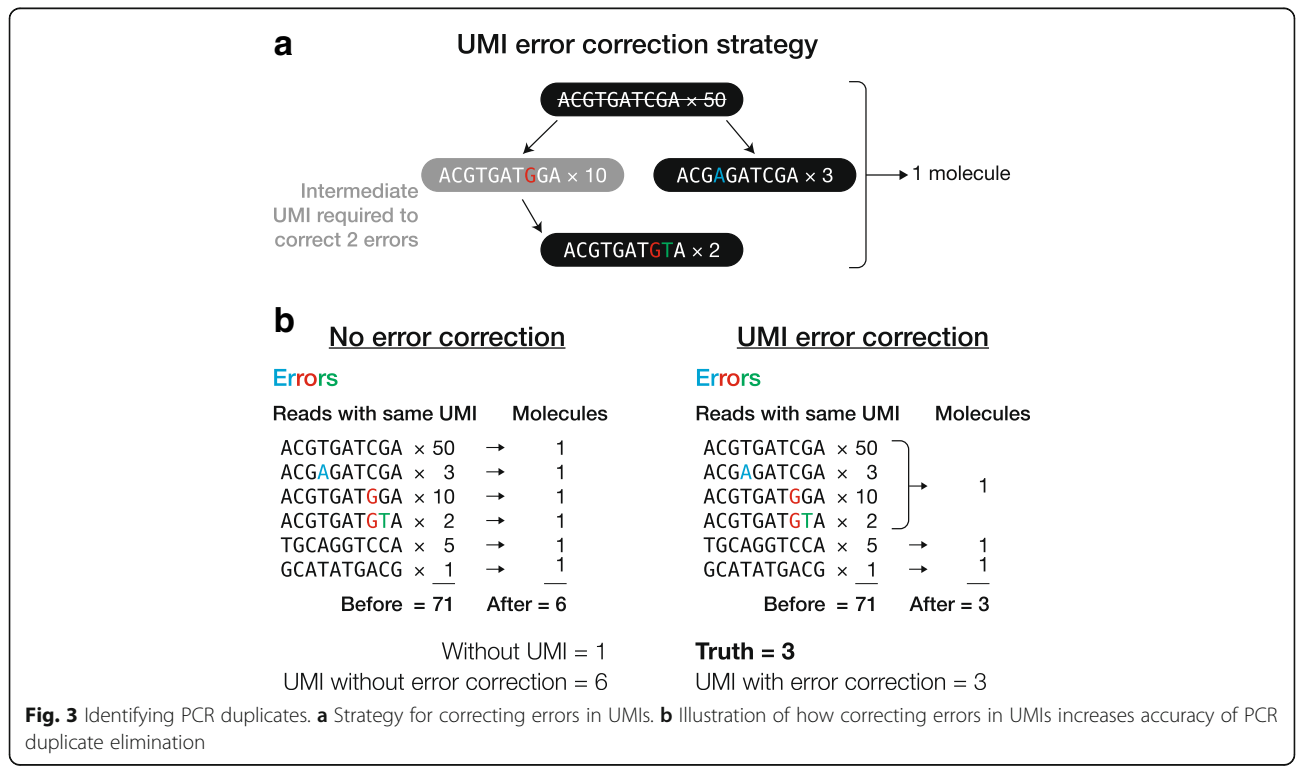 a
UMI error correction strategy
ACGTGATCGA × 50
ACGTGATGGA × 10
ACGAGATCGA × 3
1 molecule
Intermediate
UMI required to
correct 2 errors
ACGTGATGTA × 2
b
No error correction
Errors
Reads with same UMI Molecules
ACGTGATCGA × 50 → 1
ACGAGATCGA × 3 → 1
ACGTGATGGA × 10 → 1
ACGTGATGTA × 2 → 1
TGCAGGTCCA × 5 → 1
GCATATGACG × 1 → 1
Before = 71 After = 6
Without UMI = 1
UMI without error correction = 6
UMI error correction
Errors
Reads with same UMI Molecules
ACGTGATCGA × 50
ACGAGATCGA × 3
1
ACGTGATGGA × 10
ACGTGATGTA × 2
TGCAGGTCCA × 5 → 1
GCATATGACG × 1 → 1
Before = 71 After = 3
Truth = 3
UMI with error correction = 3
Fig. 3 Identifying PCR duplicates. a Strategy for correcting errors in UMIs. b Illustration of how correcting errors in UMIs increases accuracy of PCR
duplicate elimination